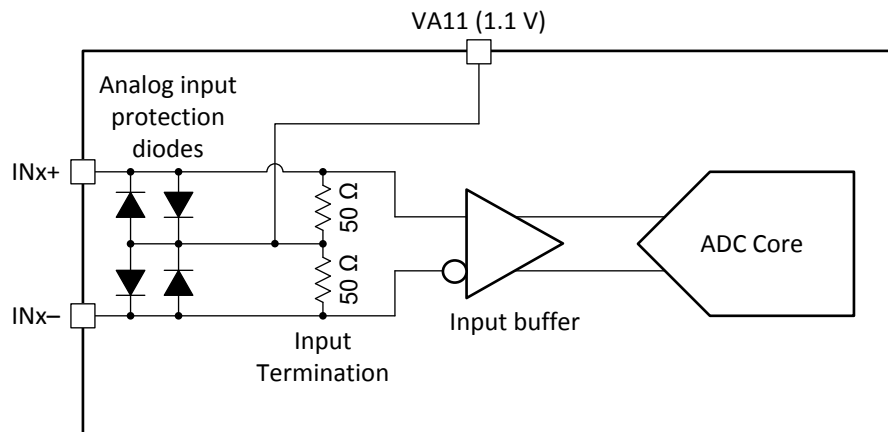 VA11 (1.1 V)
Analog input
protection
diodes
INx+
50 Ω
50 Ω
INx–
Input
Termination
Input buffer
ADC Core